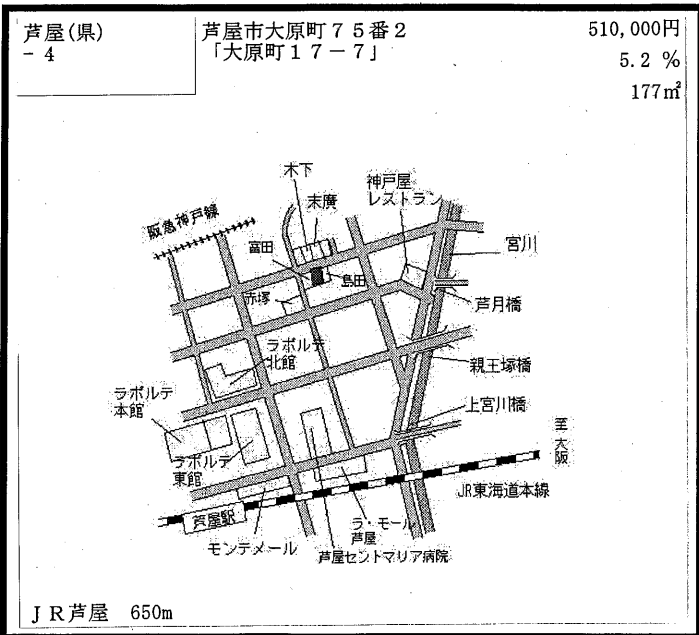 芦屋(県)
- 4
芦屋市大原町75番2
「大原町17-7」
510,000円
5.2 %
177㎡
木下
末廣
神戸屋
レストラン
阪急神戸線
富田
島田
宮川
赤塚
芦月橋
ラポルテ
北館
親王塚橋
ラポルテ
本館
上宮川橋
ラポルテ
東館
至大阪
JR東海道本線
芦屋駅
モンテメール
ラ・モール
芦屋
芦屋セントマリア病院
JR芦屋 650m